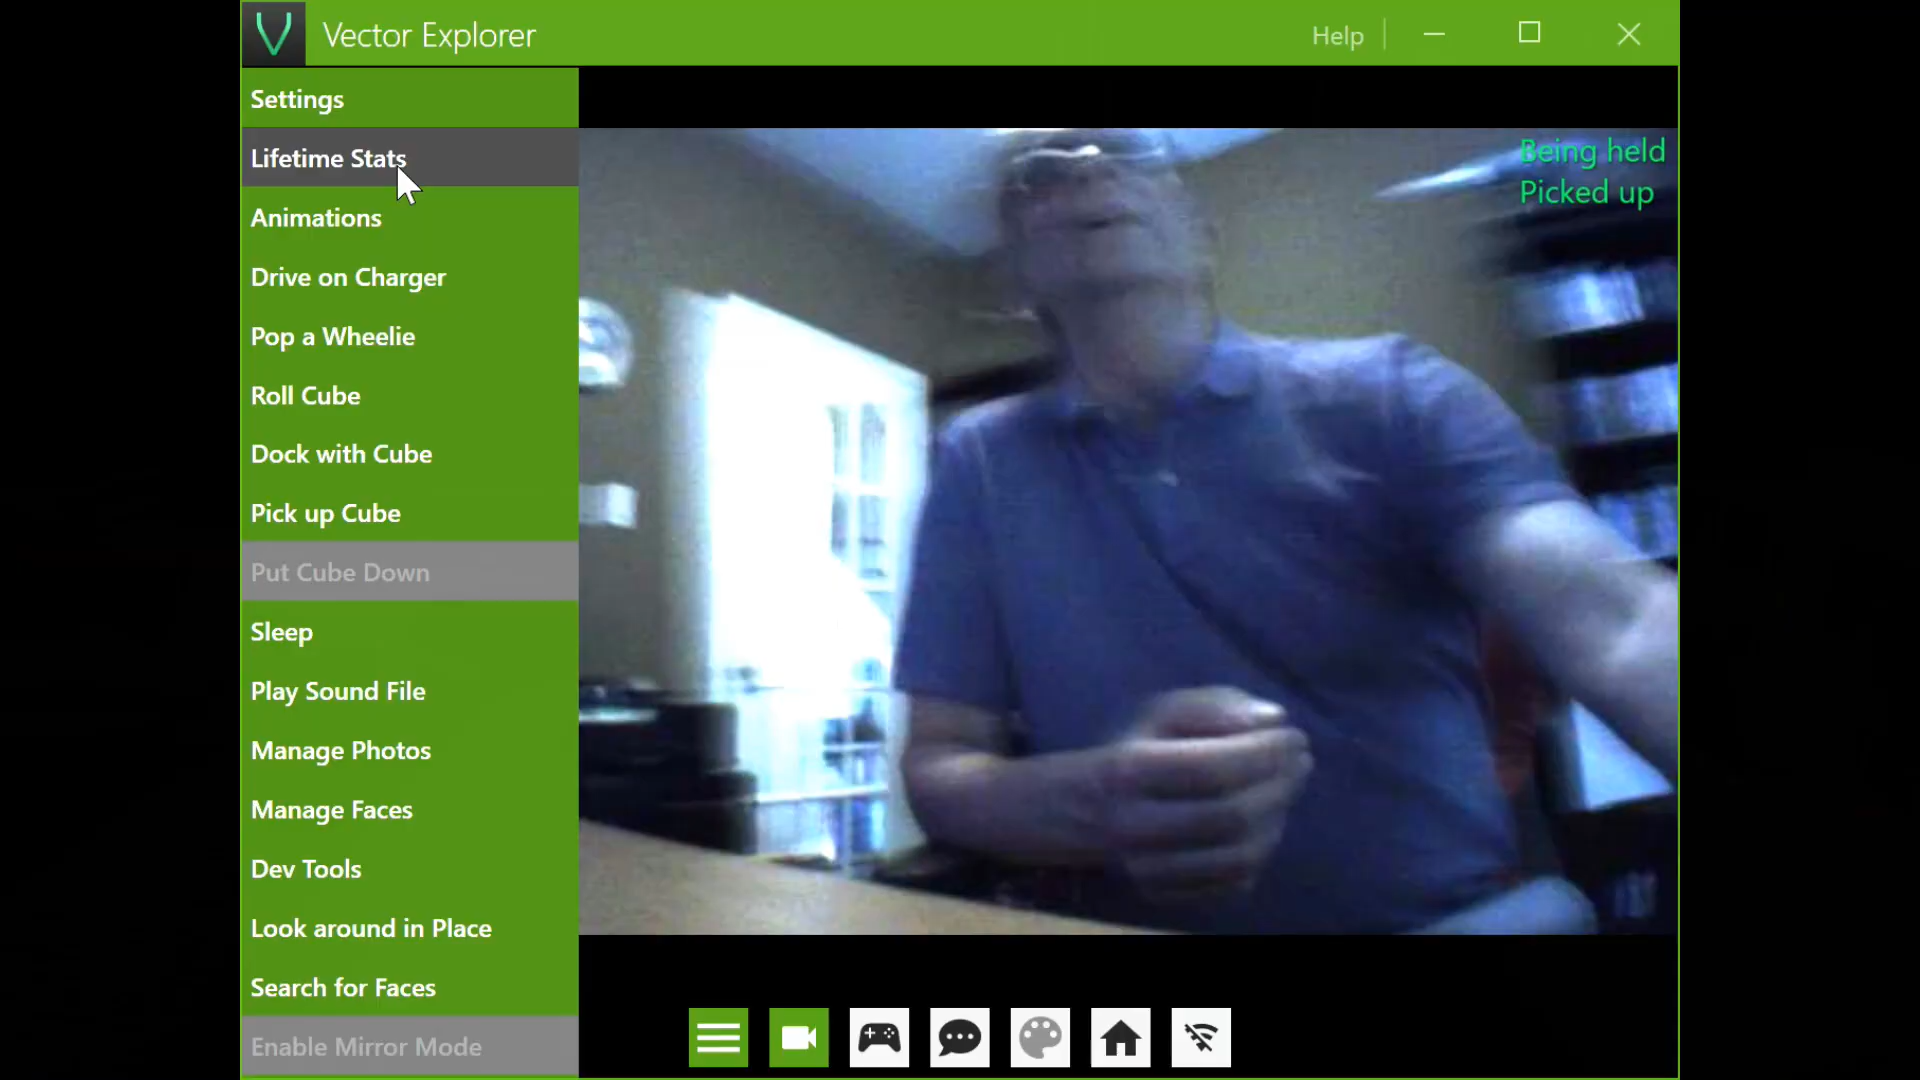 Vector Explorer
Help
Settings
Lifetime Stats
Animations
Drive on Charger
Pop a Wheelie
Roll Cube
Dock with Cube
Pick up Cube
Put Cube Down
Sleep
Play Sound File
Manage Photos
Manage Faces
Dev Tools
Look around in Place
Search for Faces
Enable Mirror Mode
Being held
Picked up